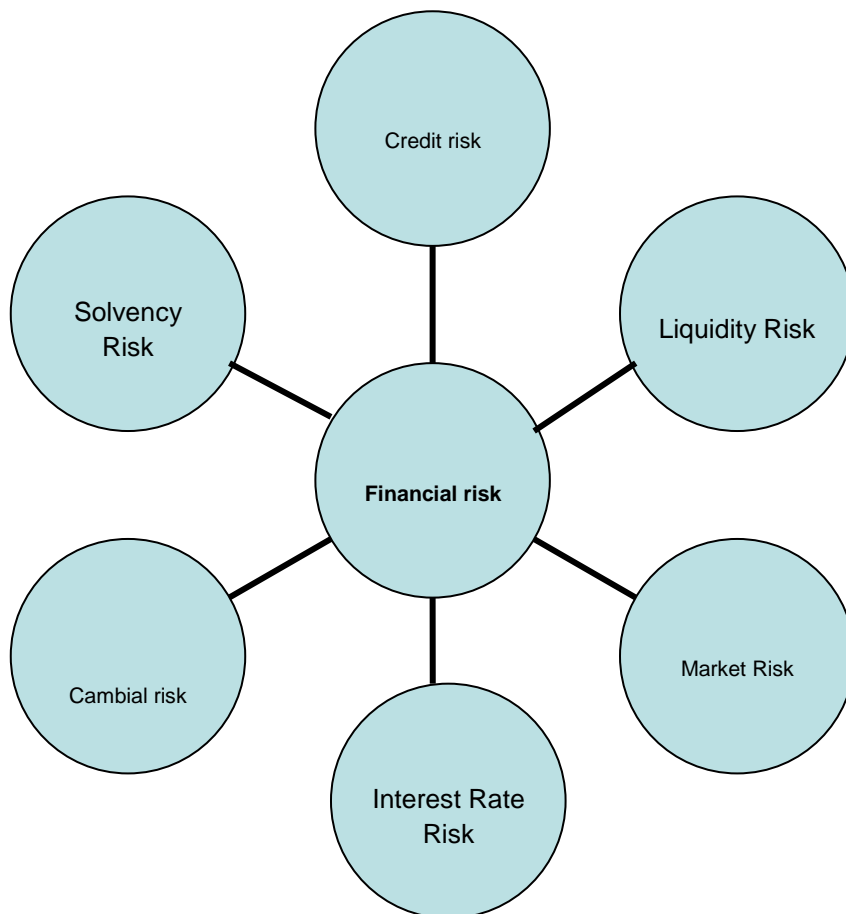 Credit risk
Solvency
Risk
Liquidity Risk
Financial risk
Cambial risk
Market Risk
Interest Rate
Risk